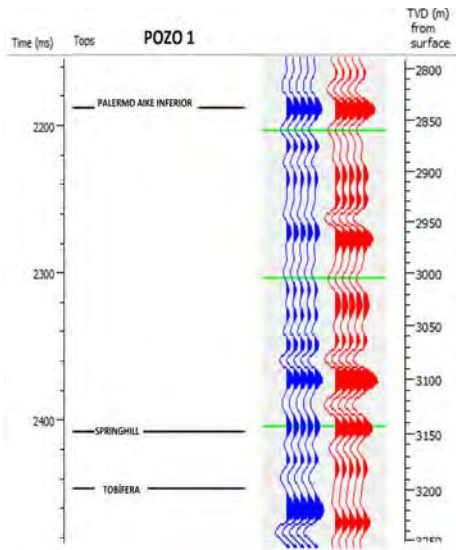 TVD (m)
from
surface
Time (ms) Tops POZO 1
2800
PALERMO AIKE INFERIOR
2200
2850
2900
2950
2300
3000
3050
3100
2400
SPRINGHILL
3150
TOBÍFERA
3200
3250